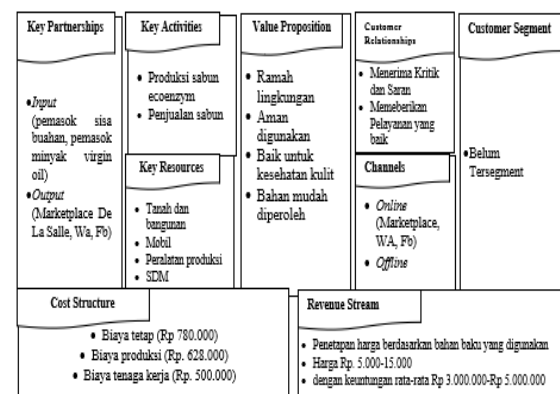 Key Partnerships
•Input
(pemasok sisa
buahan, pemasok
minyak virgin
oil)
•Output
(Marketplace De
La Salle, Wa, Fb)
Key Activities
• Produksi sabun
ecoenzym
• Penjualan sabun
Key Resources
• Tanah dan
bangunan
• Mobil
• Peralatan produksi
• SDM
Value Proposition
• Ramah
lingkungan
• Aman
digunakan
• Baik untuk
kesehatan kulit
• Bahan mudah
diperoleh
Customer
Relationships
• Menerima Kritik
dan Saran
• Memeberikan
Pelayanan yang
baik
Channels
• Online
(Marketplace,
WA, Fb)
• Offline
Customer Segment
•Belum
Tersegment
Cost Structure
• Biaya tetap (Rp 780.000)
• Biaya produksi (Rp. 628.000)
• Biaya tenaga kerja (Rp. 500.000)
Revenue Stream
• Penetapan harga berdasarkan bahan baku yang digunakan
• Harga Rp. 5.000-15.000
• dengan keuntungan rata-rata Rp 3.000.000-Rp 5.000.000